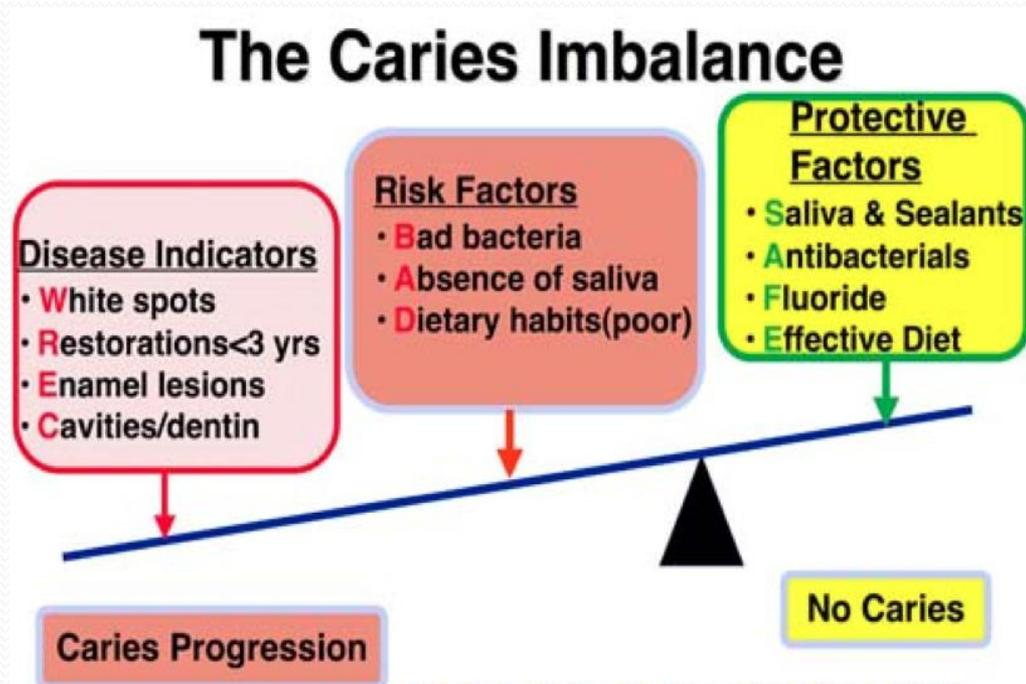 The Caries Imbalance
Disease Indicators
• White spots
• Restorations<3 yrs
• Enamel lesions
• Cavities/dentin
Risk Factors
• Bad bacteria
• Absence of saliva
• Dietary habits(poor)
Protective
Factors
• Saliva & Sealants
• Antibacterials
• Fluoride
• Effective Diet
Caries Progression
No Caries